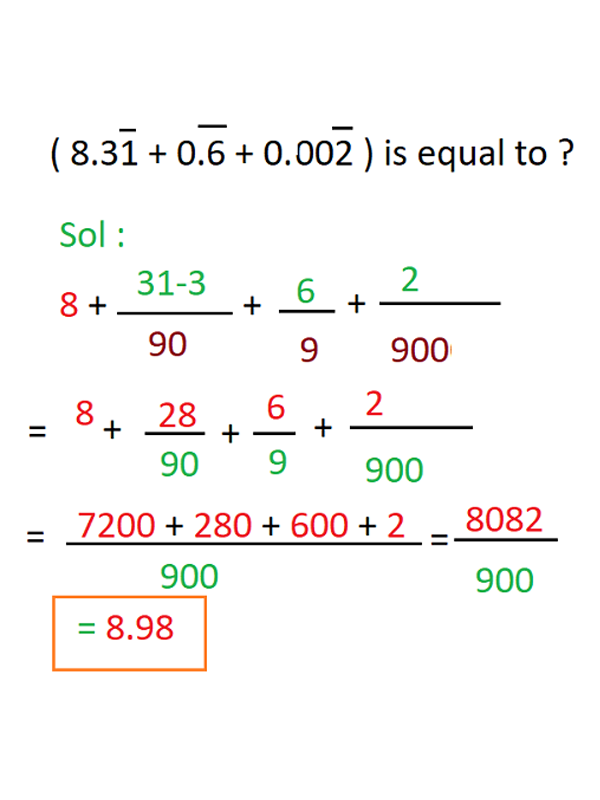 ( 8.31̅ + 0.6̅ + 0.002̅ ) is equal to ?
Sol :
8 + 31-3/90 + 6/9 + 2/900
= 8 + 28/90 + 6/9 + 2/900
= 7200 + 280 + 600 + 2/900 = 8082/900
= 8.98